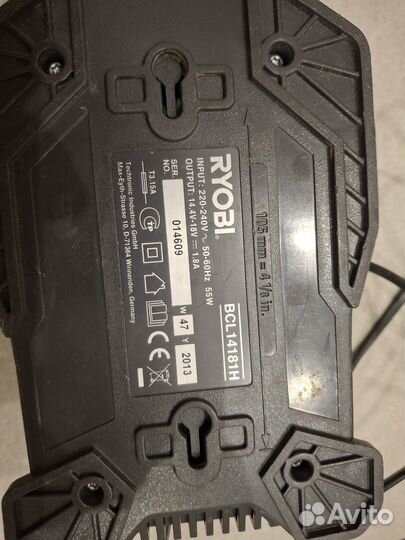 RYOBI
BCL14181H
INPUT: 220-240V ~ 50-60Hz 55W
OUTPUT: 14.4V-18V 1.8A
SER. NO. 014609 W 47 Y 2013
T3.15A
Techtronic Industries GmbH
Max-Eyth-Strasse 10, D-71364 Winnenden, Germany
CE
105 mm = 4 1/8 in.
Avito